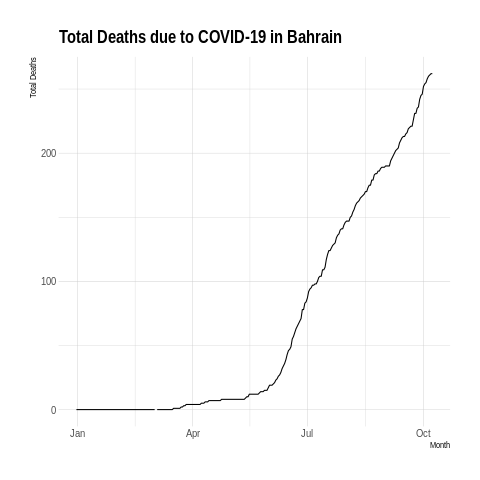 Total Deaths due to COVID-19 in Bahrain
Total Deaths
200
100
0
Jan Apr Jul Oct
Month